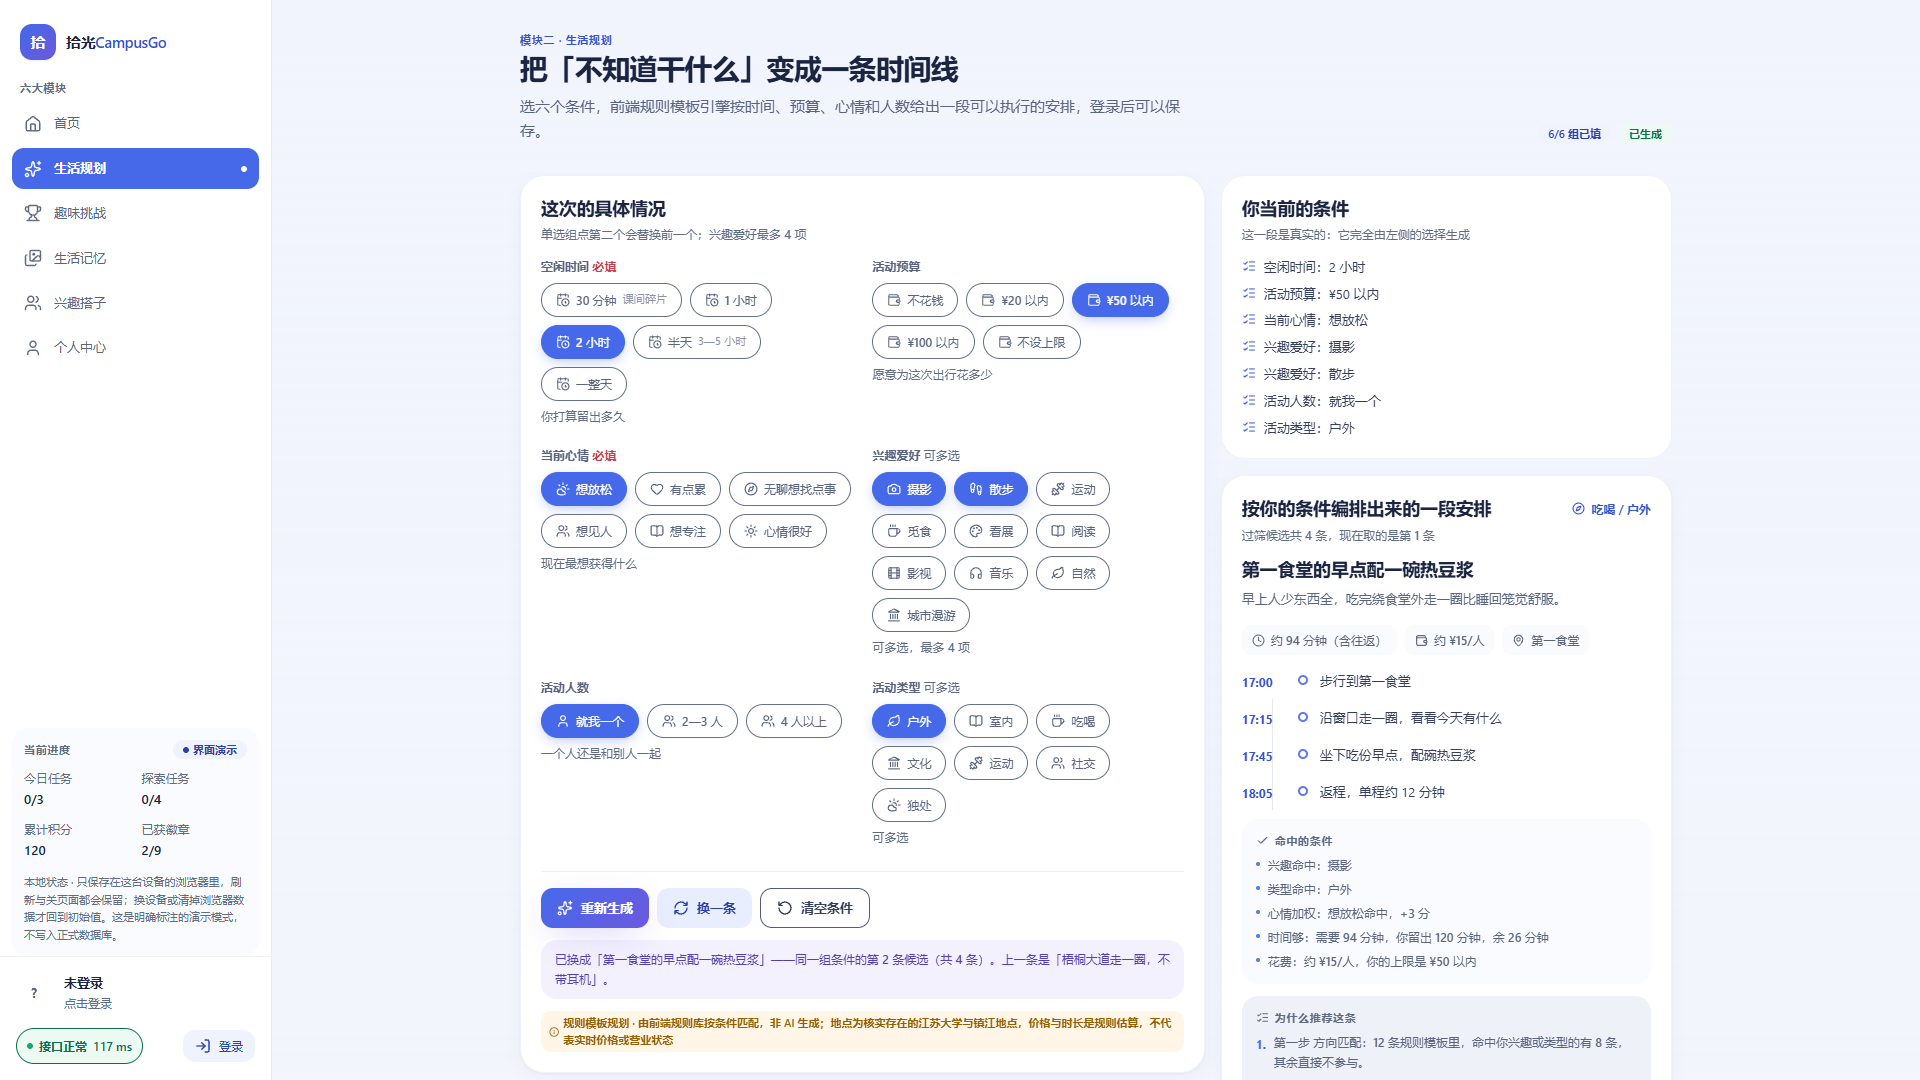 拾 拾光CampusGo
六大模块
首页
生活规划
趣味挑战
生活记忆
兴趣搭子
个人中心
当前进度 界面演示
今日任务 探索任务
0/3 0/4
累计积分 已获徽章
120 2/9
本地状态 · 只保存在这台设备的浏览器里，刷
新与关页面都会保留；换设备或清掉浏览器数
据才回到初始值。这是明确标注的演示模式，
不写入正式数据库。
? 未登录
点击登录
接口正常 117 ms 登录
模块二 · 生活规划
把「不知道干什么」变成一条时间线
选六个条件，前端规则模板引擎按时间、预算、心情和人数给出一段可以执行的安排，登录后可以保
存。
6/6 组已填 已生成
这次的具体情况
单选组点第二个会替换前一个；兴趣爱好最多 4 项
空闲时间 必填
30 分钟 课间碎片 1 小时
2 小时 半天 3—5 小时
一整天
你打算留出多久
活动预算
不花钱 ¥20 以内 ¥50 以内
¥100 以内 不设上限
愿意为这次出行花多少
当前心情 必填
想放松 有点累 无聊想找点事
想见人 想专注 心情很好
现在最想获得什么
兴趣爱好 可多选
摄影 散步 运动
觅食 看展 阅读
影视 音乐 自然
城市漫游
可多选，最多 4 项
活动人数
就我一个 2—3 人 4 人以上
一个人还是和别人一起
活动类型 可多选
户外 室内 吃喝
文化 运动 社交
独处
可多选
重新生成 换一条 清空条件
已换成「第一食堂的早点配一碗热豆浆」——同一组条件的第 2 条候选（共 4 条）。上一条是「梧桐大道走一圈，不
带耳机」。
规则模板规划 · 由前端规则库按条件匹配，非 AI 生成；地点为核实存在的江苏大学与镇江地点，价格与时长是规则估算，不代
表实时价格或营业状态
你当前的条件
这一段是真实的：它完全由左侧的选择生成
空闲时间：2 小时
活动预算：¥50 以内
当前心情：想放松
兴趣爱好：摄影
兴趣爱好：散步
活动人数：就我一个
活动类型：户外
按你的条件编排出来的一段安排 吃喝 / 户外
过筛候选共 4 条，现在取的是第 1 条
第一食堂的早点配一碗热豆浆
早上人少东西全，吃完绕食堂外走一圈比睡回笼觉舒服。
约 94 分钟（含往返） 约 ¥15/人 第一食堂
17:00 步行到第一食堂
17:15 沿窗口走一圈，看看今天有什么
17:45 坐下吃份早点，配碗热豆浆
18:05 返程，单程约 12 分钟
命中的条件
兴趣命中：摄影
类型命中：户外
心情加权：想放松命中，+3 分
时间够：需要 94 分钟，你留出 120 分钟，余 26 分钟
花费：约 ¥15/人，你的上限是 ¥50 以内
为什么推荐这条
1. 第一步 方向匹配：12 条规则模板里，命中你兴趣或类型的有 8 条，
其余直接不参与。